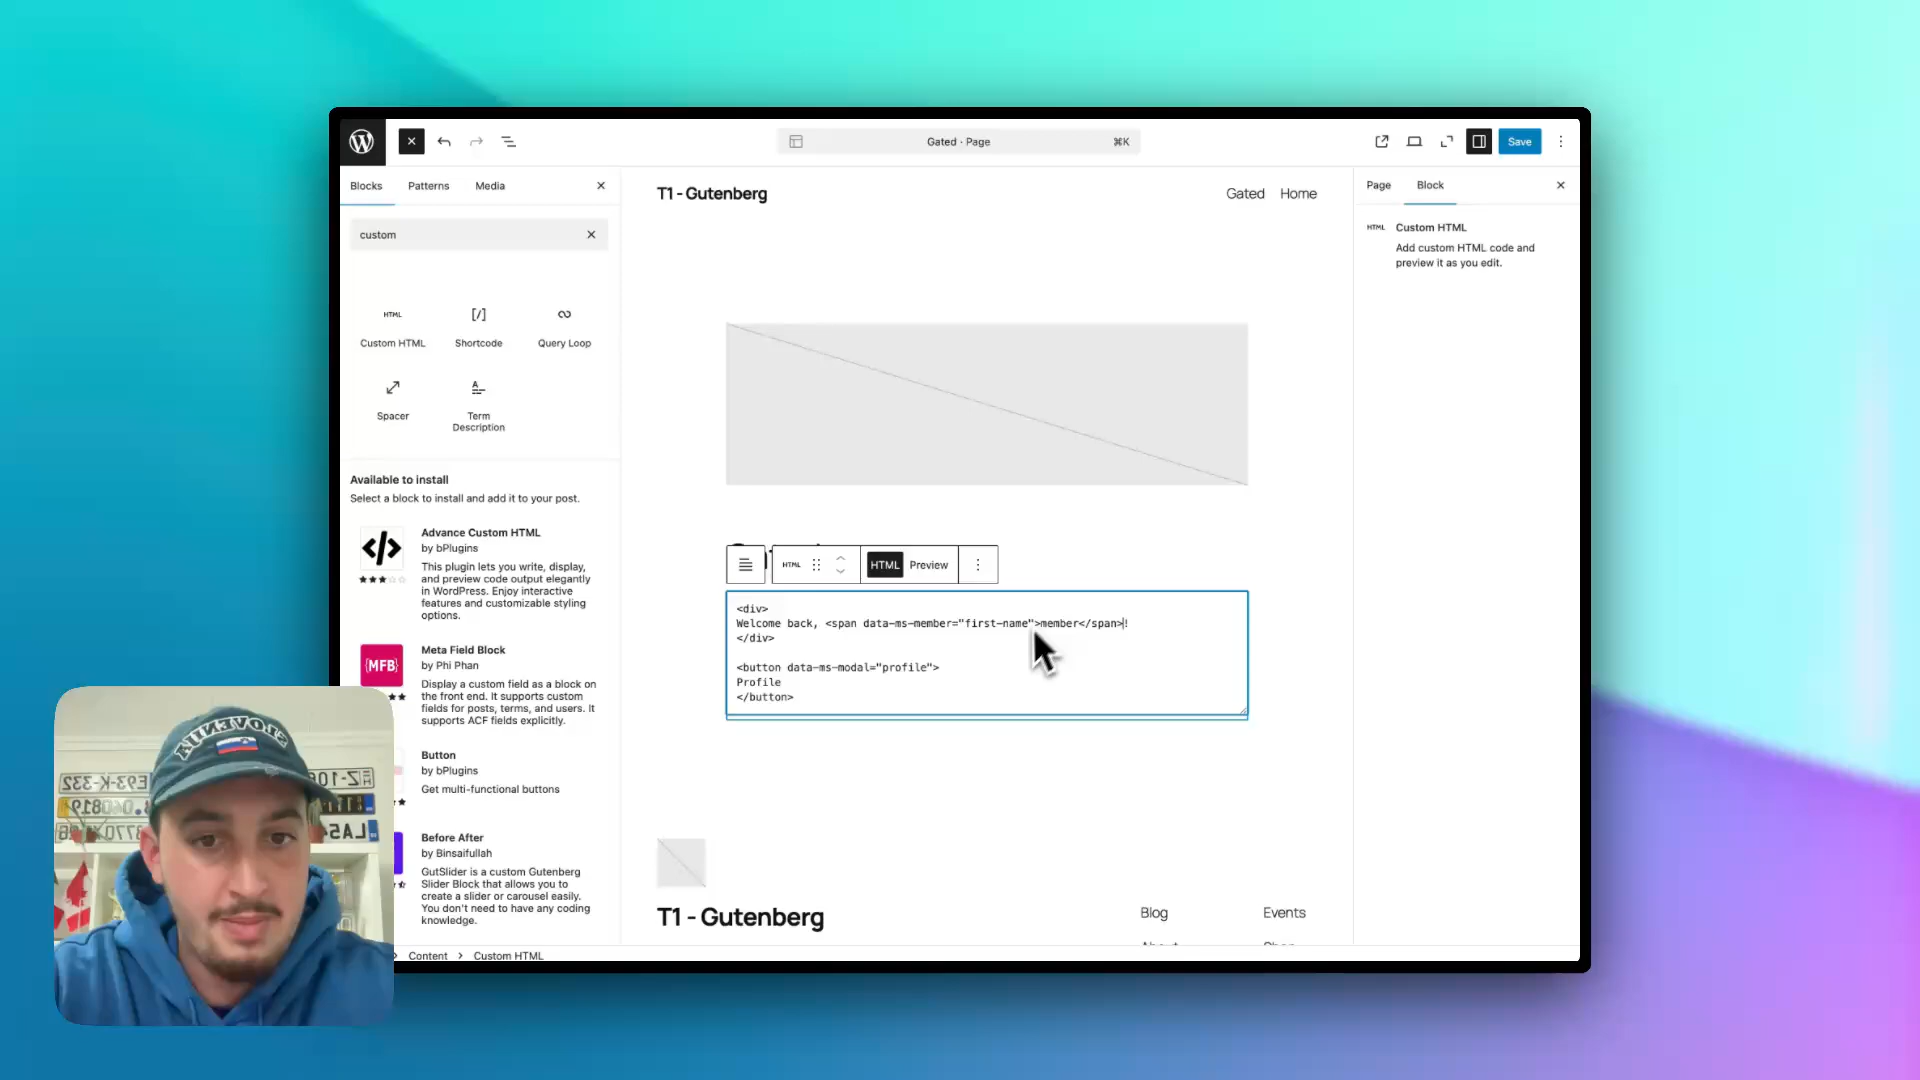 Gated · Page
⌘K
Save
Blocks
Patterns
Media
custom
HTML
Custom HTML
[/]
Shortcode
Query Loop
Spacer
A
Term
Description
Available to install
Select a block to install and add it to your post.
Advance Custom HTML
by bPlugins
This plugin lets you write, display,
and preview code output elegantly
in WordPress. Enjoy interactive
features and customizable styling
options.
{MFB}
Meta Field Block
by Phi Phan
Display a custom field as a block on
the front end. It supports custom
fields for posts, terms, and users. It
supports ACF fields explicitly.
Button
by bPlugins
Get multi-functional buttons
Before After
by Binsaifullah
GutSlider is a custom Gutenberg
Slider Block that allows you to
create a slider or carousel easily.
You don't need to have any coding
knowledge.
Content > Custom HTML
T1 - Gutenberg
Gated
Home
HTML
HTML
Preview
<div>
Welcome back, <span data-ms-member="first-name">member</span>!
</div>
<button data-ms-modal="profile">
Profile
</button>
T1 - Gutenberg
Blog
Events
Page
Block
HTML
Custom HTML
Add custom HTML code and
preview it as you edit.
SLOVENIJA
E93-K-332